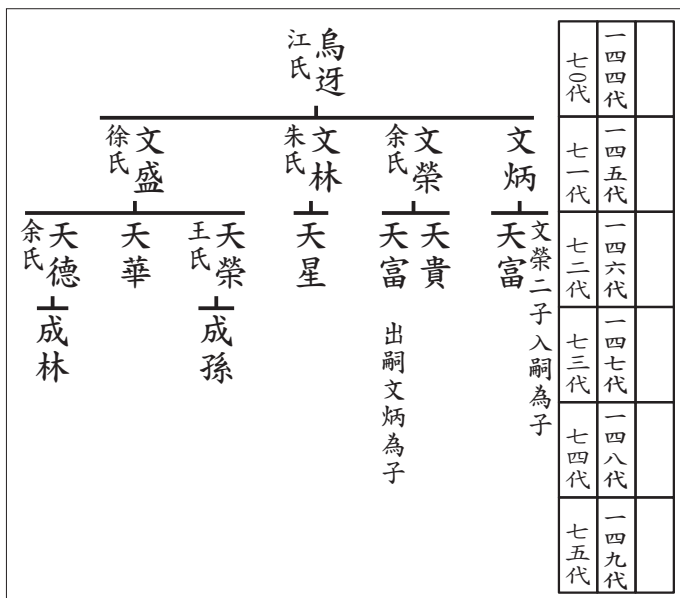 一四四代
一四五代
一四六代
一四七代
一四八代
一四九代
七〇代
七一代
七二代
七三代
七四代
七五代
烏迓
江氏
文炳
文榮
余氏
文林
朱氏
文盛
徐氏
文榮二子入嗣為子
天富
天貴
天富
出嗣文炳為子
天星
天榮
王氏
天華
天德
余氏
成孫
成林